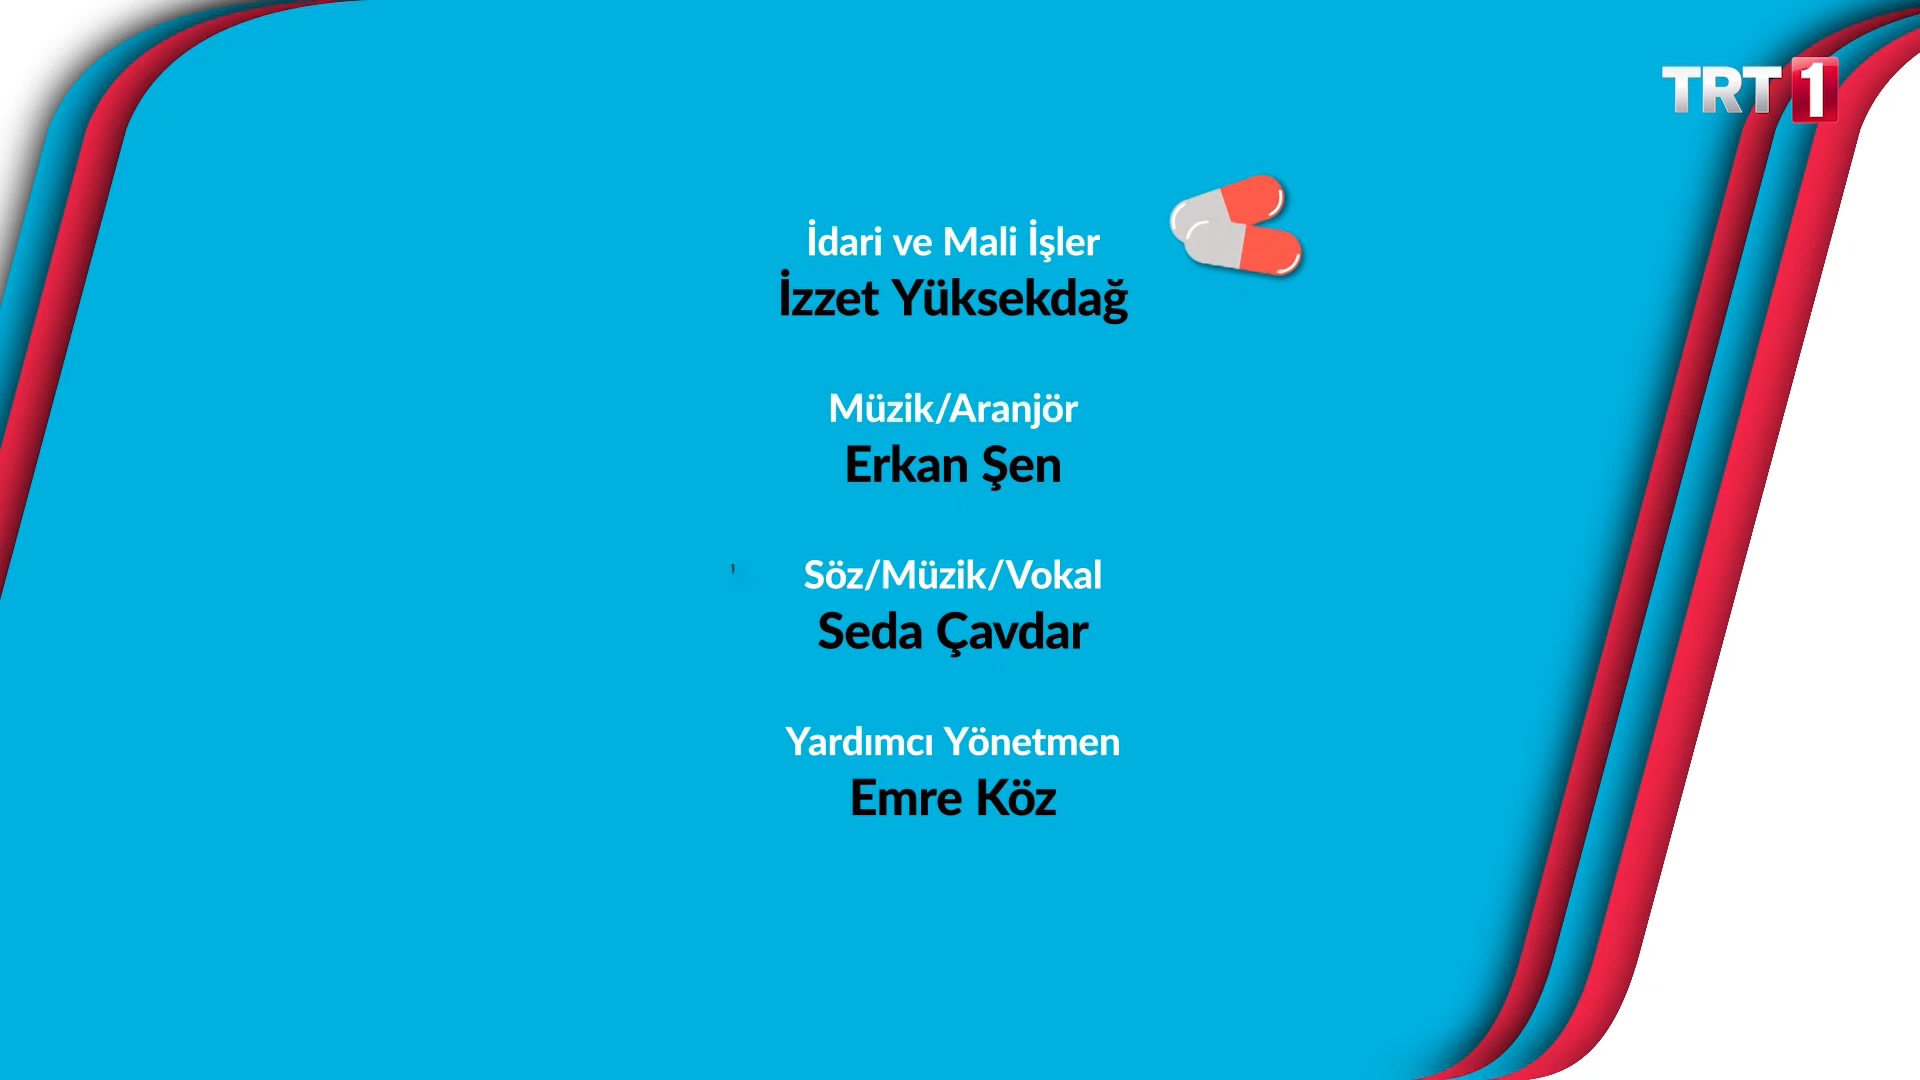 TRT 1
İdari ve Mali İşler
İzzet Yüksekdağ
Müzik/Aranjör
Erkan Şen
Söz/Müzik/Vokal
Seda Çavdar
Yardımcı Yönetmen
Emre Köz